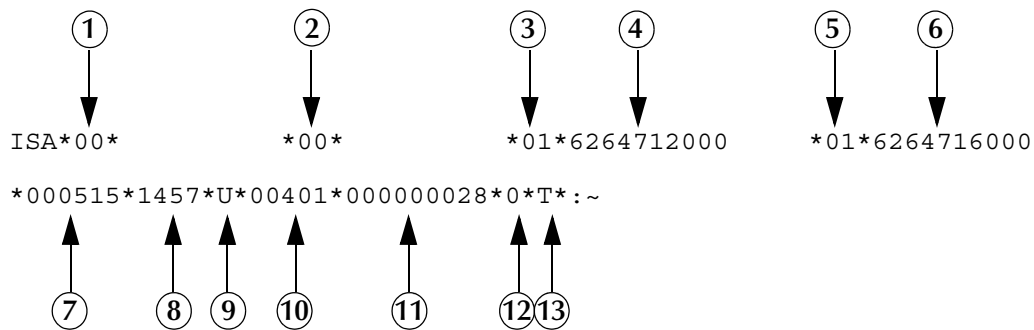 1 2 3 4 5 6
ISA*00*          *00*          *01*6264712000     *01*6264716000
*000515*1457*U*00401*000000028*0*T*:~
7 8 9 10 11 12 13